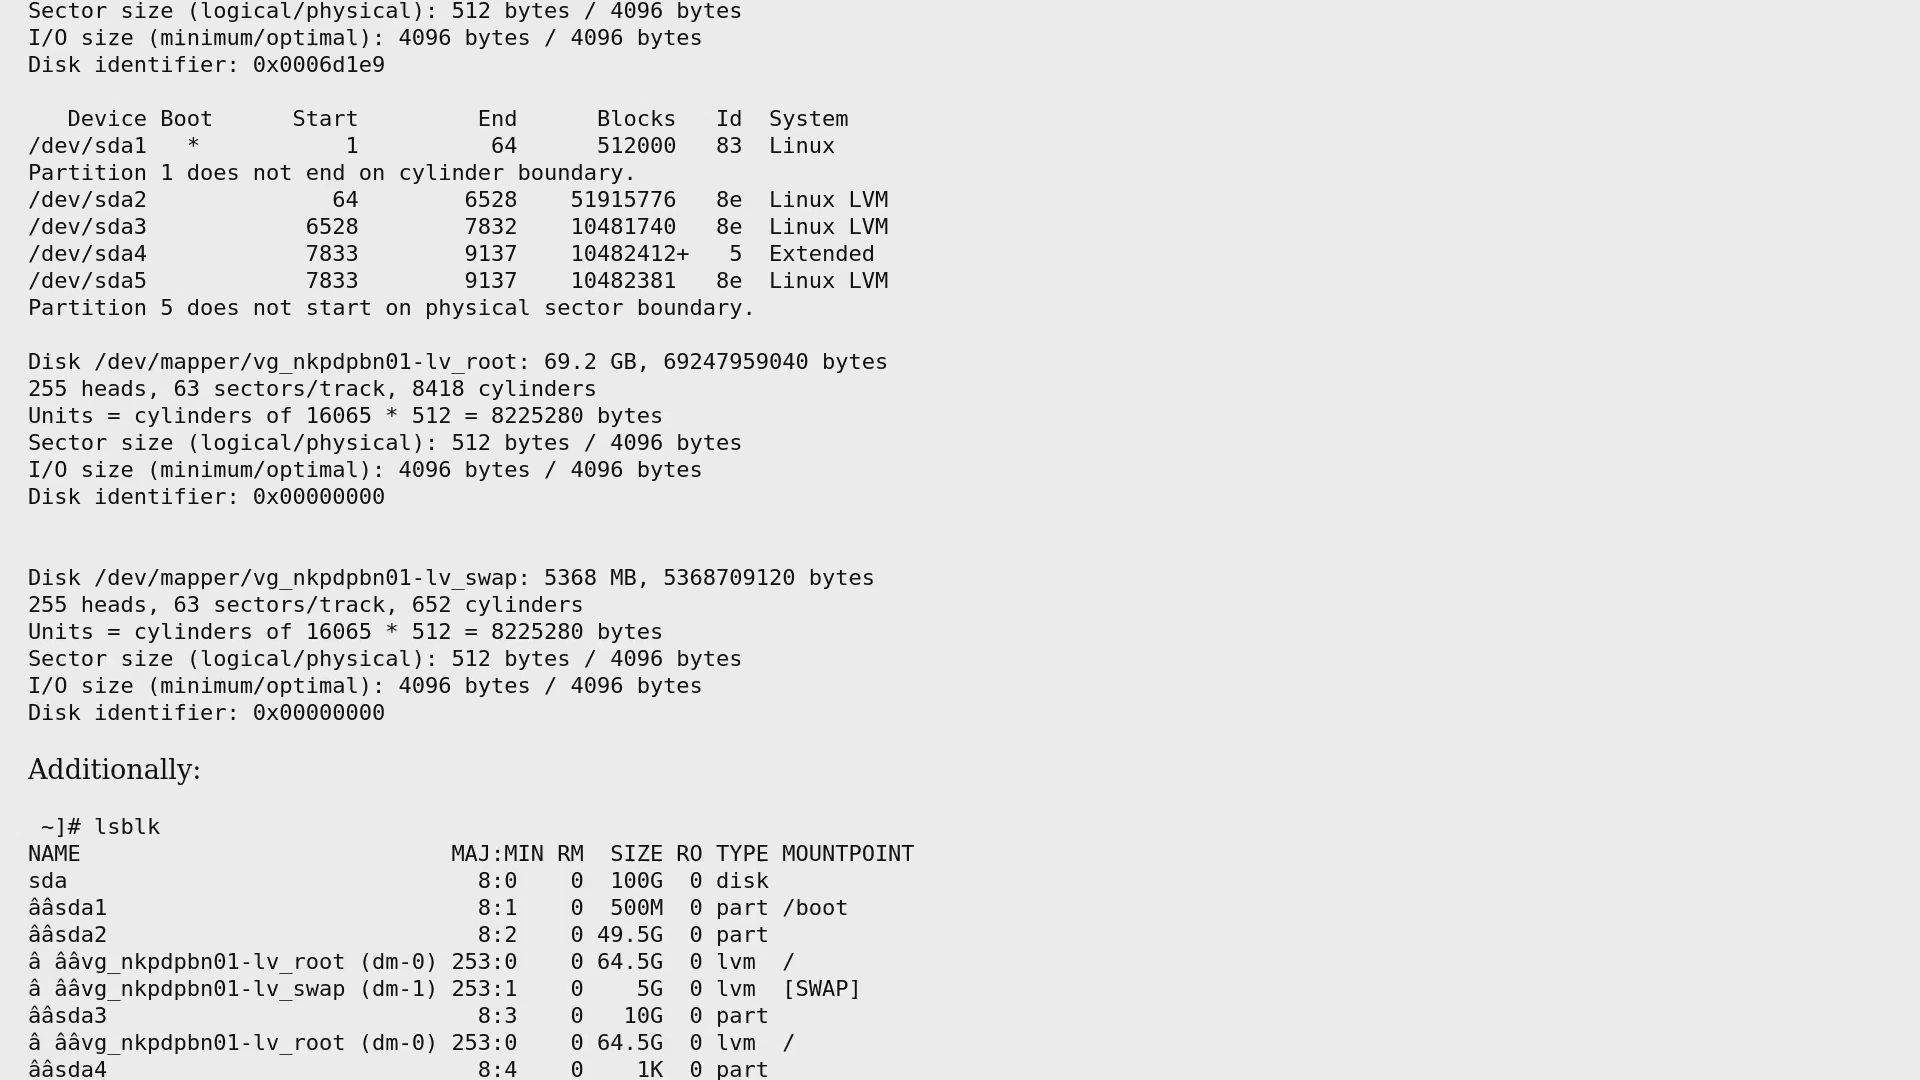 Sector size (logical/physical): 512 bytes / 4096 bytes
I/O size (minimum/optimal): 4096 bytes / 4096 bytes
Disk identifier: 0x0006d1e9
   Device Boot      Start         End      Blocks   Id  System
/dev/sda1   *           1          64      512000   83  Linux
Partition 1 does not end on cylinder boundary.
/dev/sda2              64        6528    51915776   8e  Linux LVM
/dev/sda3            6528        7832    10481740   8e  Linux LVM
/dev/sda4            7833        9137    10482412+   5  Extended
/dev/sda5            7833        9137    10482381   8e  Linux LVM
Partition 5 does not start on physical sector boundary.
Disk /dev/mapper/vg_nkpdpbn01-lv_root: 69.2 GB, 69247959040 bytes
255 heads, 63 sectors/track, 8418 cylinders
Units = cylinders of 16065 * 512 = 8225280 bytes
Sector size (logical/physical): 512 bytes / 4096 bytes
I/O size (minimum/optimal): 4096 bytes / 4096 bytes
Disk identifier: 0x00000000
Disk /dev/mapper/vg_nkpdpbn01-lv_swap: 5368 MB, 5368709120 bytes
255 heads, 63 sectors/track, 652 cylinders
Units = cylinders of 16065 * 512 = 8225280 bytes
Sector size (logical/physical): 512 bytes / 4096 bytes
I/O size (minimum/optimal): 4096 bytes / 4096 bytes
Disk identifier: 0x00000000
Additionally:
 ~]# lsblk
NAME                            MAJ:MIN RM  SIZE RO TYPE MOUNTPOINT
sda                               8:0    0  100G  0 disk
ââsda1                            8:1    0  500M  0 part /boot
ââsda2                            8:2    0 49.5G  0 part
â ââvg_nkpdpbn01-lv_root (dm-0) 253:0    0 64.5G  0 lvm  /
â ââvg_nkpdpbn01-lv_swap (dm-1) 253:1    0    5G  0 lvm  [SWAP]
ââsda3                            8:3    0   10G  0 part
â ââvg_nkpdpbn01-lv_root (dm-0) 253:0    0 64.5G  0 lvm  /
ââsda4                            8:4    0    1K  0 part